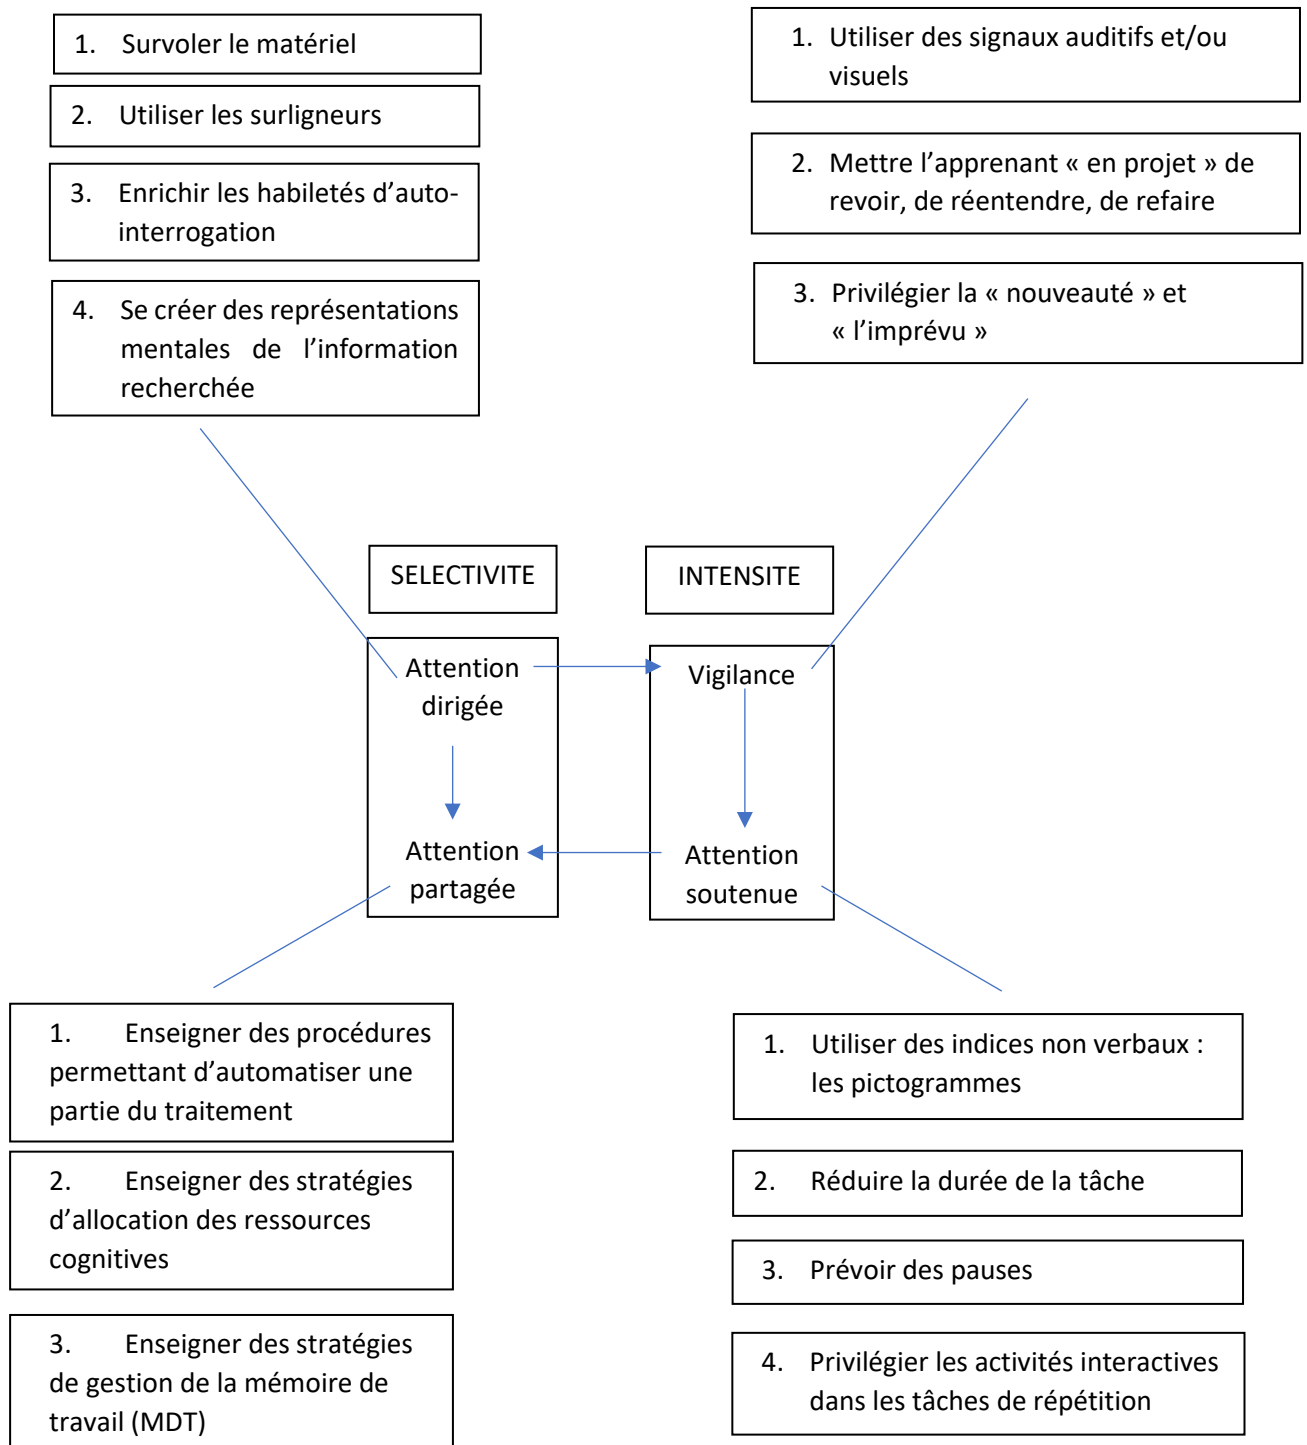 1. Survoler le matériel
2. Utiliser les surligneurs
3. Enrichir les habiletés d’auto-
interrogation
4. Se créer des représentations
mentales de l’information
recherchée
1. Utiliser des signaux auditifs et/ou
visuels
2. Mettre l’apprenant « en projet » de
revoir, de réentendre, de refaire
3. Privilégier la « nouveauté » et
« l’imprévu »
SELECTIVITE
INTENSITE
Attention
dirigée
Vigilance
Attention
partagée
Attention
soutenue
1. Enseigner des procédures
permettant d’automatiser une
partie du traitement
2. Enseigner des stratégies
d’allocation des ressources
cognitives
3. Enseigner des stratégies
de gestion de la mémoire de
travail (MDT)
1. Utiliser des indices non verbaux :
les pictogrammes
2. Réduire la durée de la tâche
3. Prévoir des pauses
4. Privilégier les activités interactives
dans les tâches de répétition